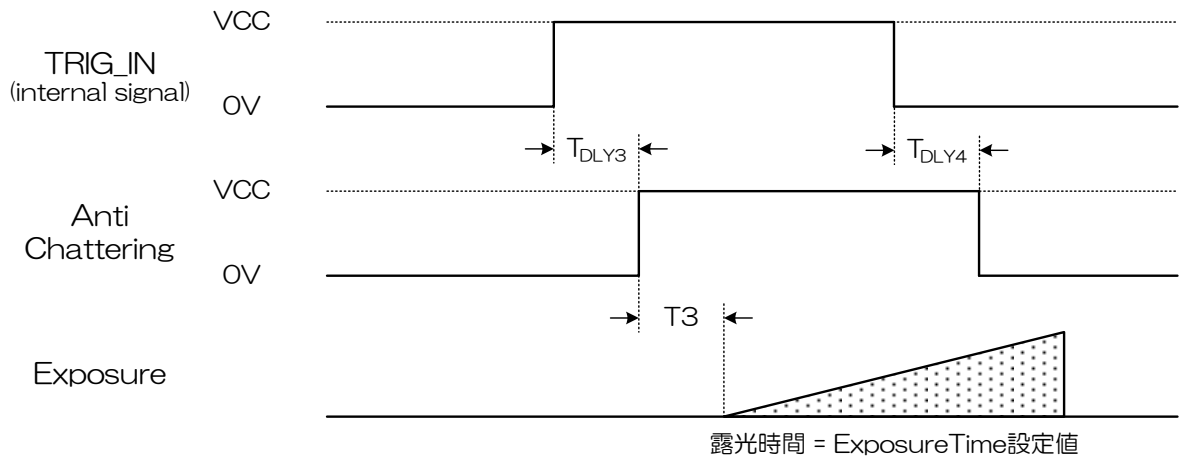 VCC
TRIG_IN
(internal signal)
0V
TDLY3
TDLY4
VCC
Anti
Chattering
0V
T3
Exposure
露光時間 = ExposureTime設定値